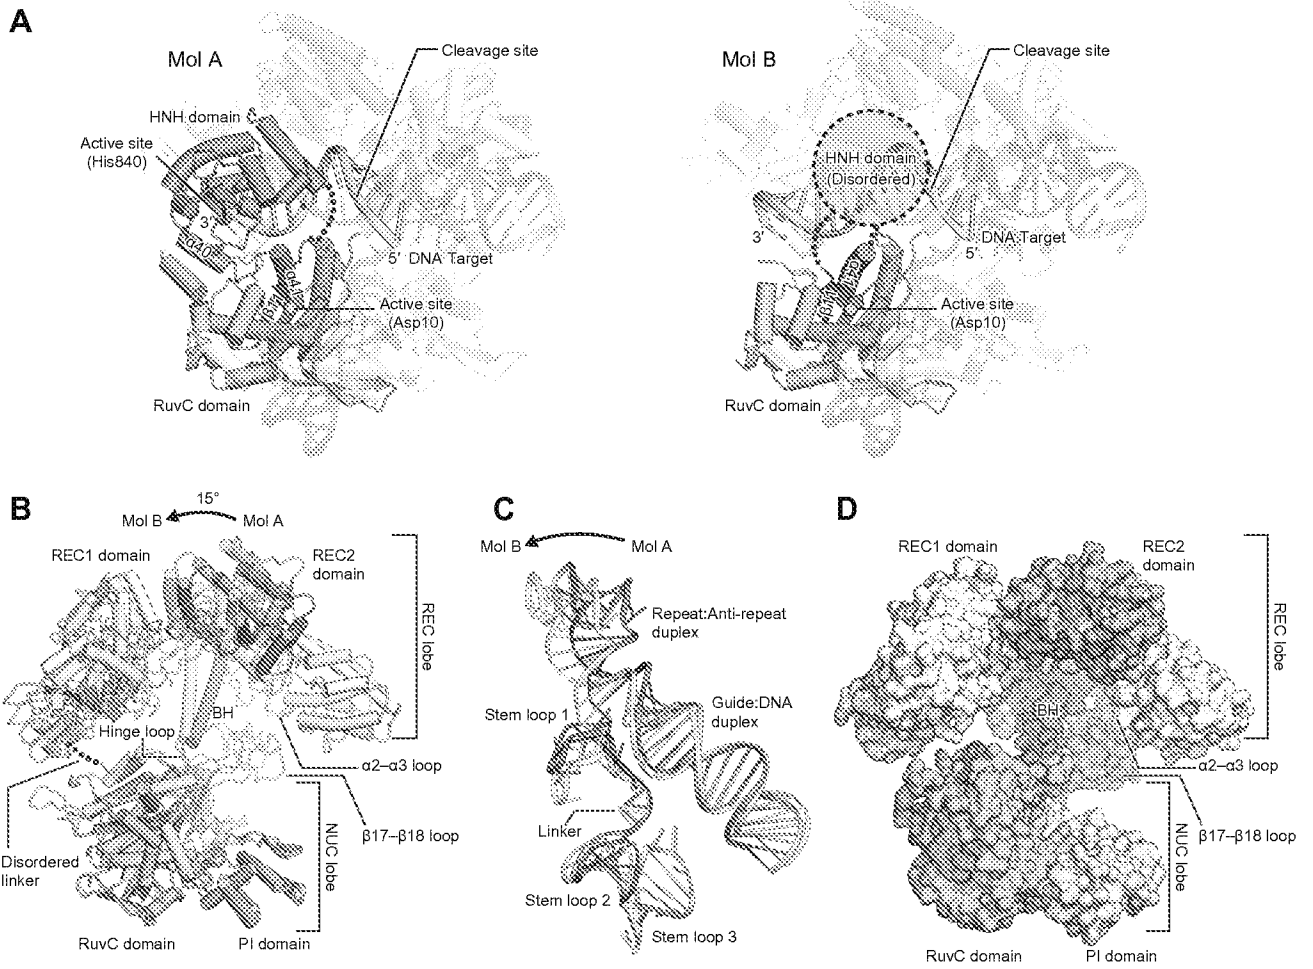 A
Mol A
Cleavage site
HNH domain
Active site
(His840)
3'
α40
α41
5' DNA Target
Active site
(Asp10)
RuvC domain
Mol B
Cleavage site
HNH domain
(Disordered)
3'
DNA:Target
5'
Active site
(Asp10)
RuvC domain
B
15°
Mol B
Mol A
REC1 domain
REC2
domain
REC lobe
BH
Hinge loop
α2–α3 loop
β17–β18 loop
NUC lobe
Disordered
linker
RuvC domain
PI domain
C
Mol B
Mol A
Repeat:Anti-repeat
duplex
Stem loop 1
Guide:DNA
duplex
Linker
Stem loop 2
Stem loop 3
D
REC1 domain
REC2
domain
REC lobe
BH
α2–α3 loop
β17–β18 loop
NUC lobe
RuvC domain
PI domain